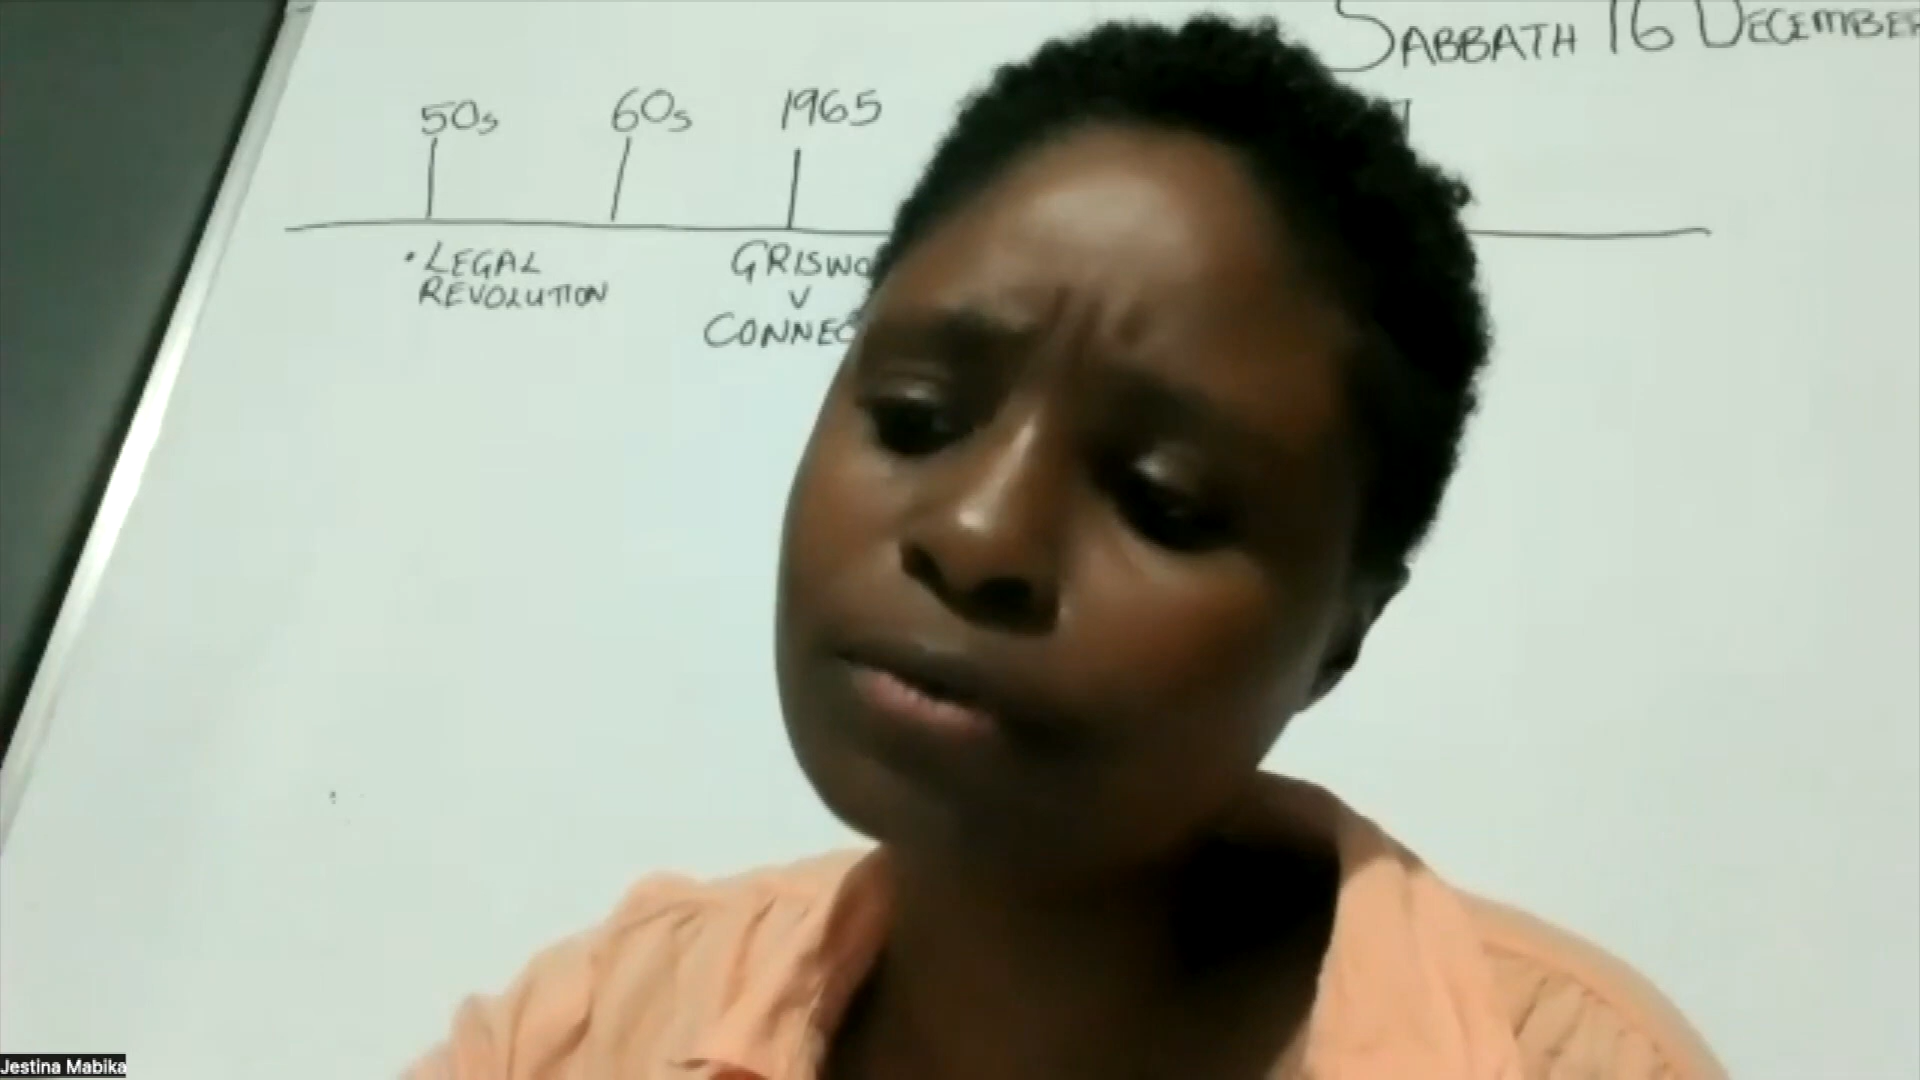 SABBATH 16 DECEMBER
50s 60s 1965
• LEGAL
REVOLUTION
GRISWO
V
CONNEC
Jestina Mabika